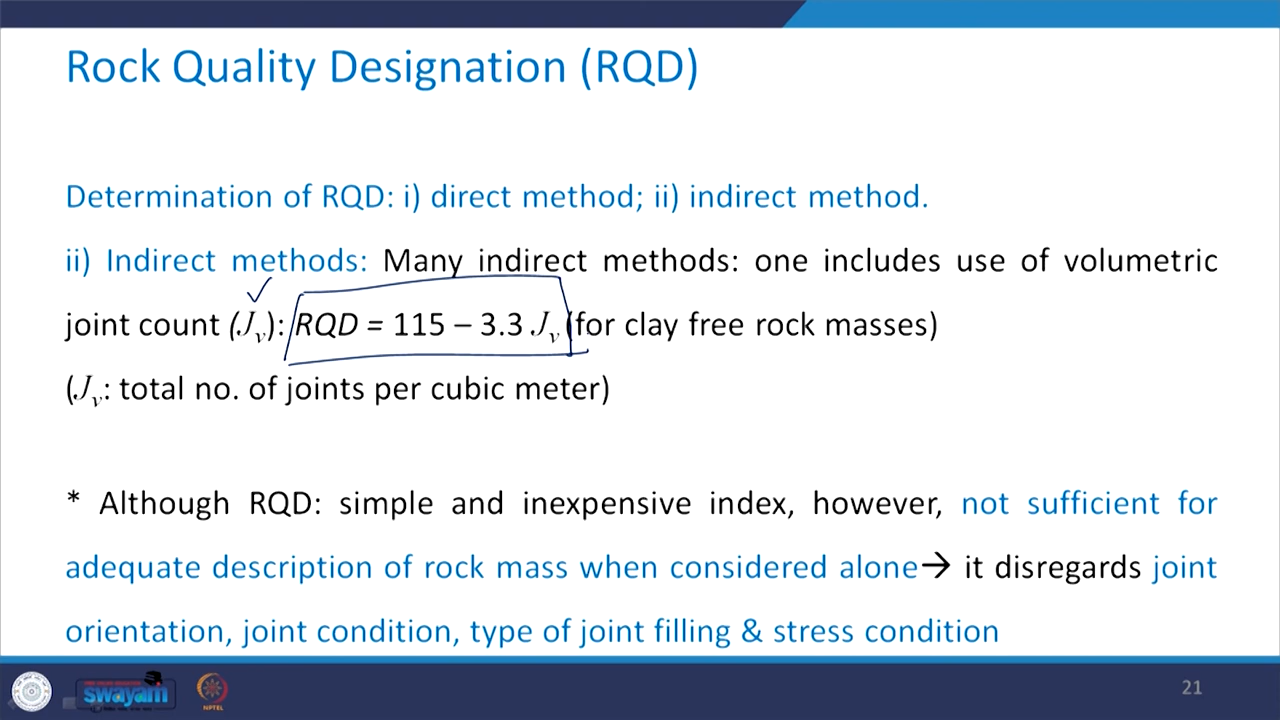 Rock Quality Designation (RQD)
Determination of RQD: i) direct method; ii) indirect method.
ii) Indirect methods: Many indirect methods: one includes use of volumetric
joint count (Jv): RQD = 115 – 3.3 Jv (for clay free rock masses)
(Jv: total no. of joints per cubic meter)
* Although RQD: simple and inexpensive index, however, not sufficient for
adequate description of rock mass when considered alone→ it disregards joint
orientation, joint condition, type of joint filling & stress condition
swayam
NPTEL
21